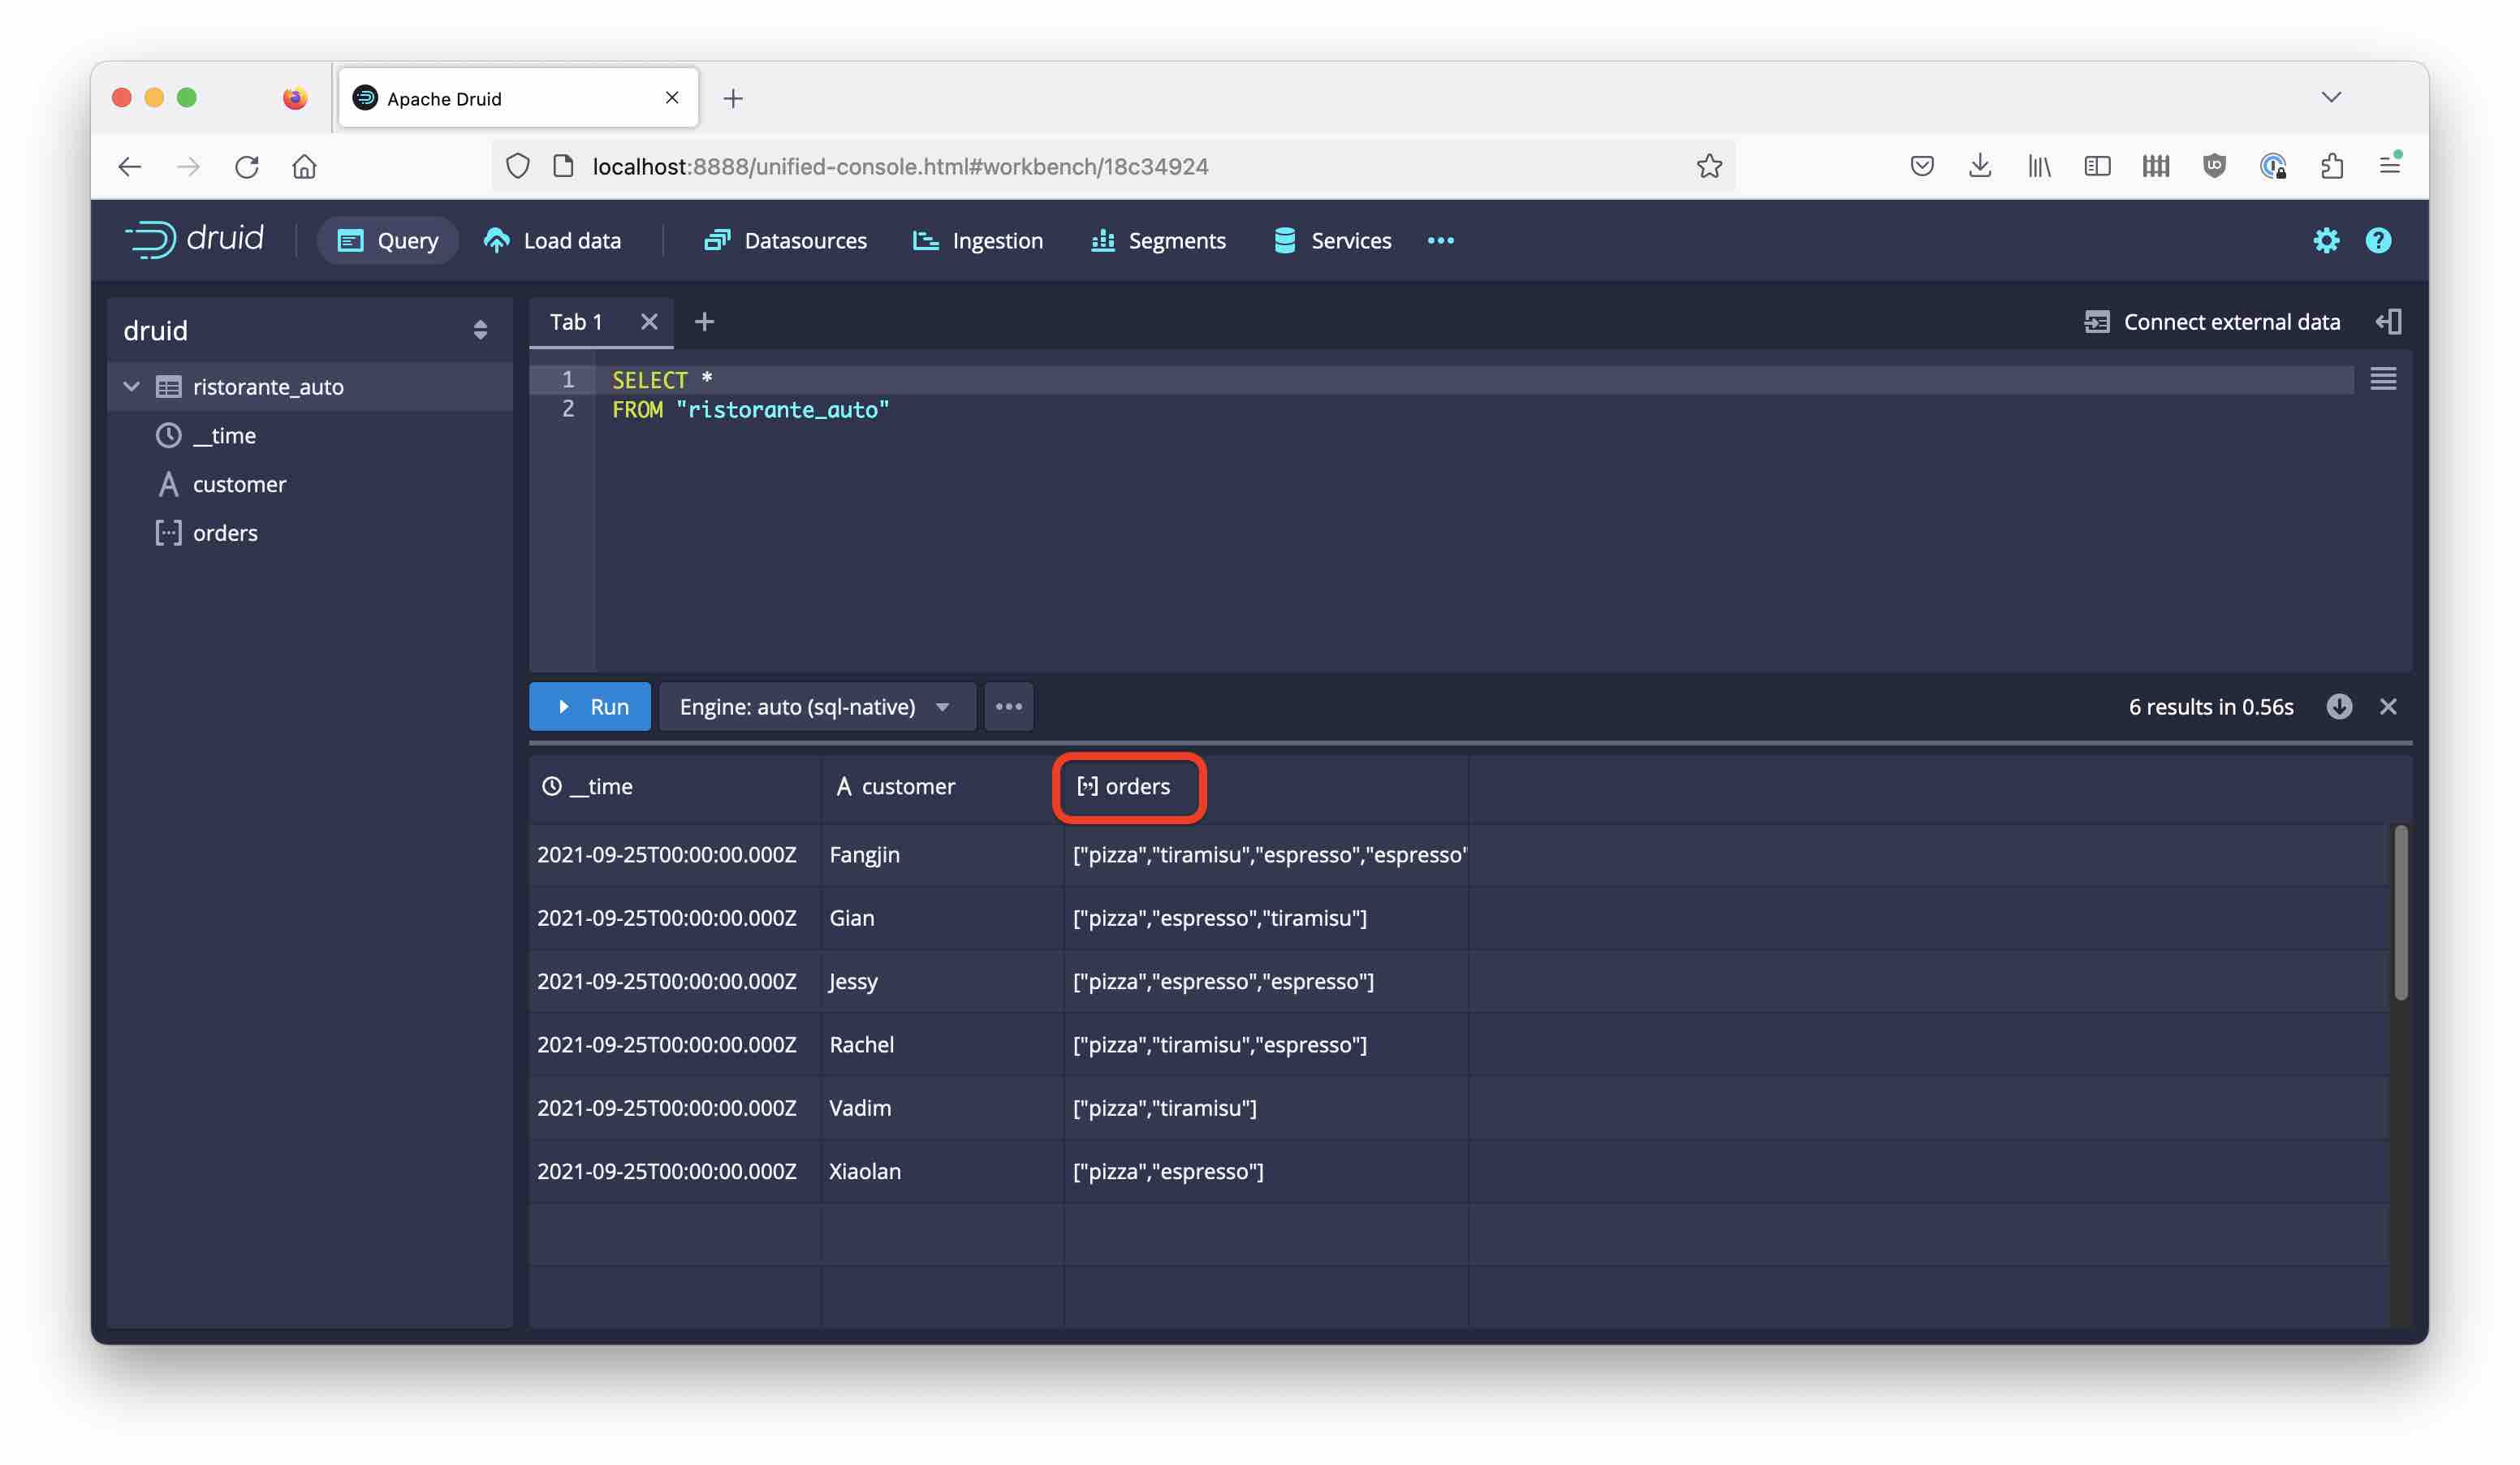 Apache Druid
localhost:8888/unified-console.html#workbench/18c34924
druid
Query
Load data
Datasources
Ingestion
Segments
Services
druid
ristorante_auto
__time
customer
orders
Tab 1
Connect external data
1 SELECT *
2 FROM "ristorante_auto"
Run
Engine: auto (sql-native)
6 results in 0.56s
__time customer orders
2021-09-25T00:00:00.000Z Fangjin ["pizza","tiramisu","espresso","espresso"
2021-09-25T00:00:00.000Z Gian ["pizza","espresso","tiramisu"]
2021-09-25T00:00:00.000Z Jessy ["pizza","espresso","espresso"]
2021-09-25T00:00:00.000Z Rachel ["pizza","tiramisu","espresso"]
2021-09-25T00:00:00.000Z Vadim ["pizza","tiramisu"]
2021-09-25T00:00:00.000Z Xiaolan ["pizza","espresso"]